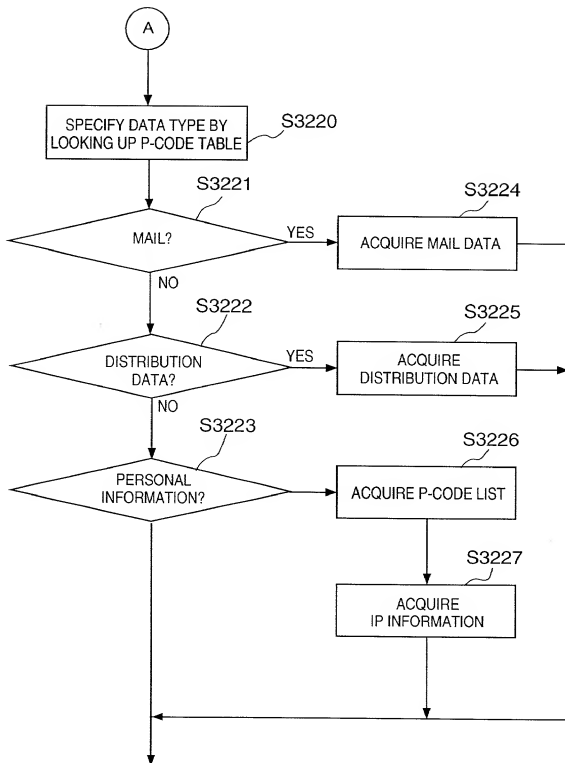 A
SPECIFY DATA TYPE BY
LOOKING UP P-CODE TABLE
S3220
S3221
MAIL?
YES
NO
S3224
ACQUIRE MAIL DATA
S3222
DISTRIBUTION
DATA?
YES
NO
S3225
ACQUIRE
DISTRIBUTION DATA
S3223
PERSONAL
INFORMATION?
S3226
ACQUIRE P-CODE LIST
S3227
ACQUIRE
IP INFORMATION